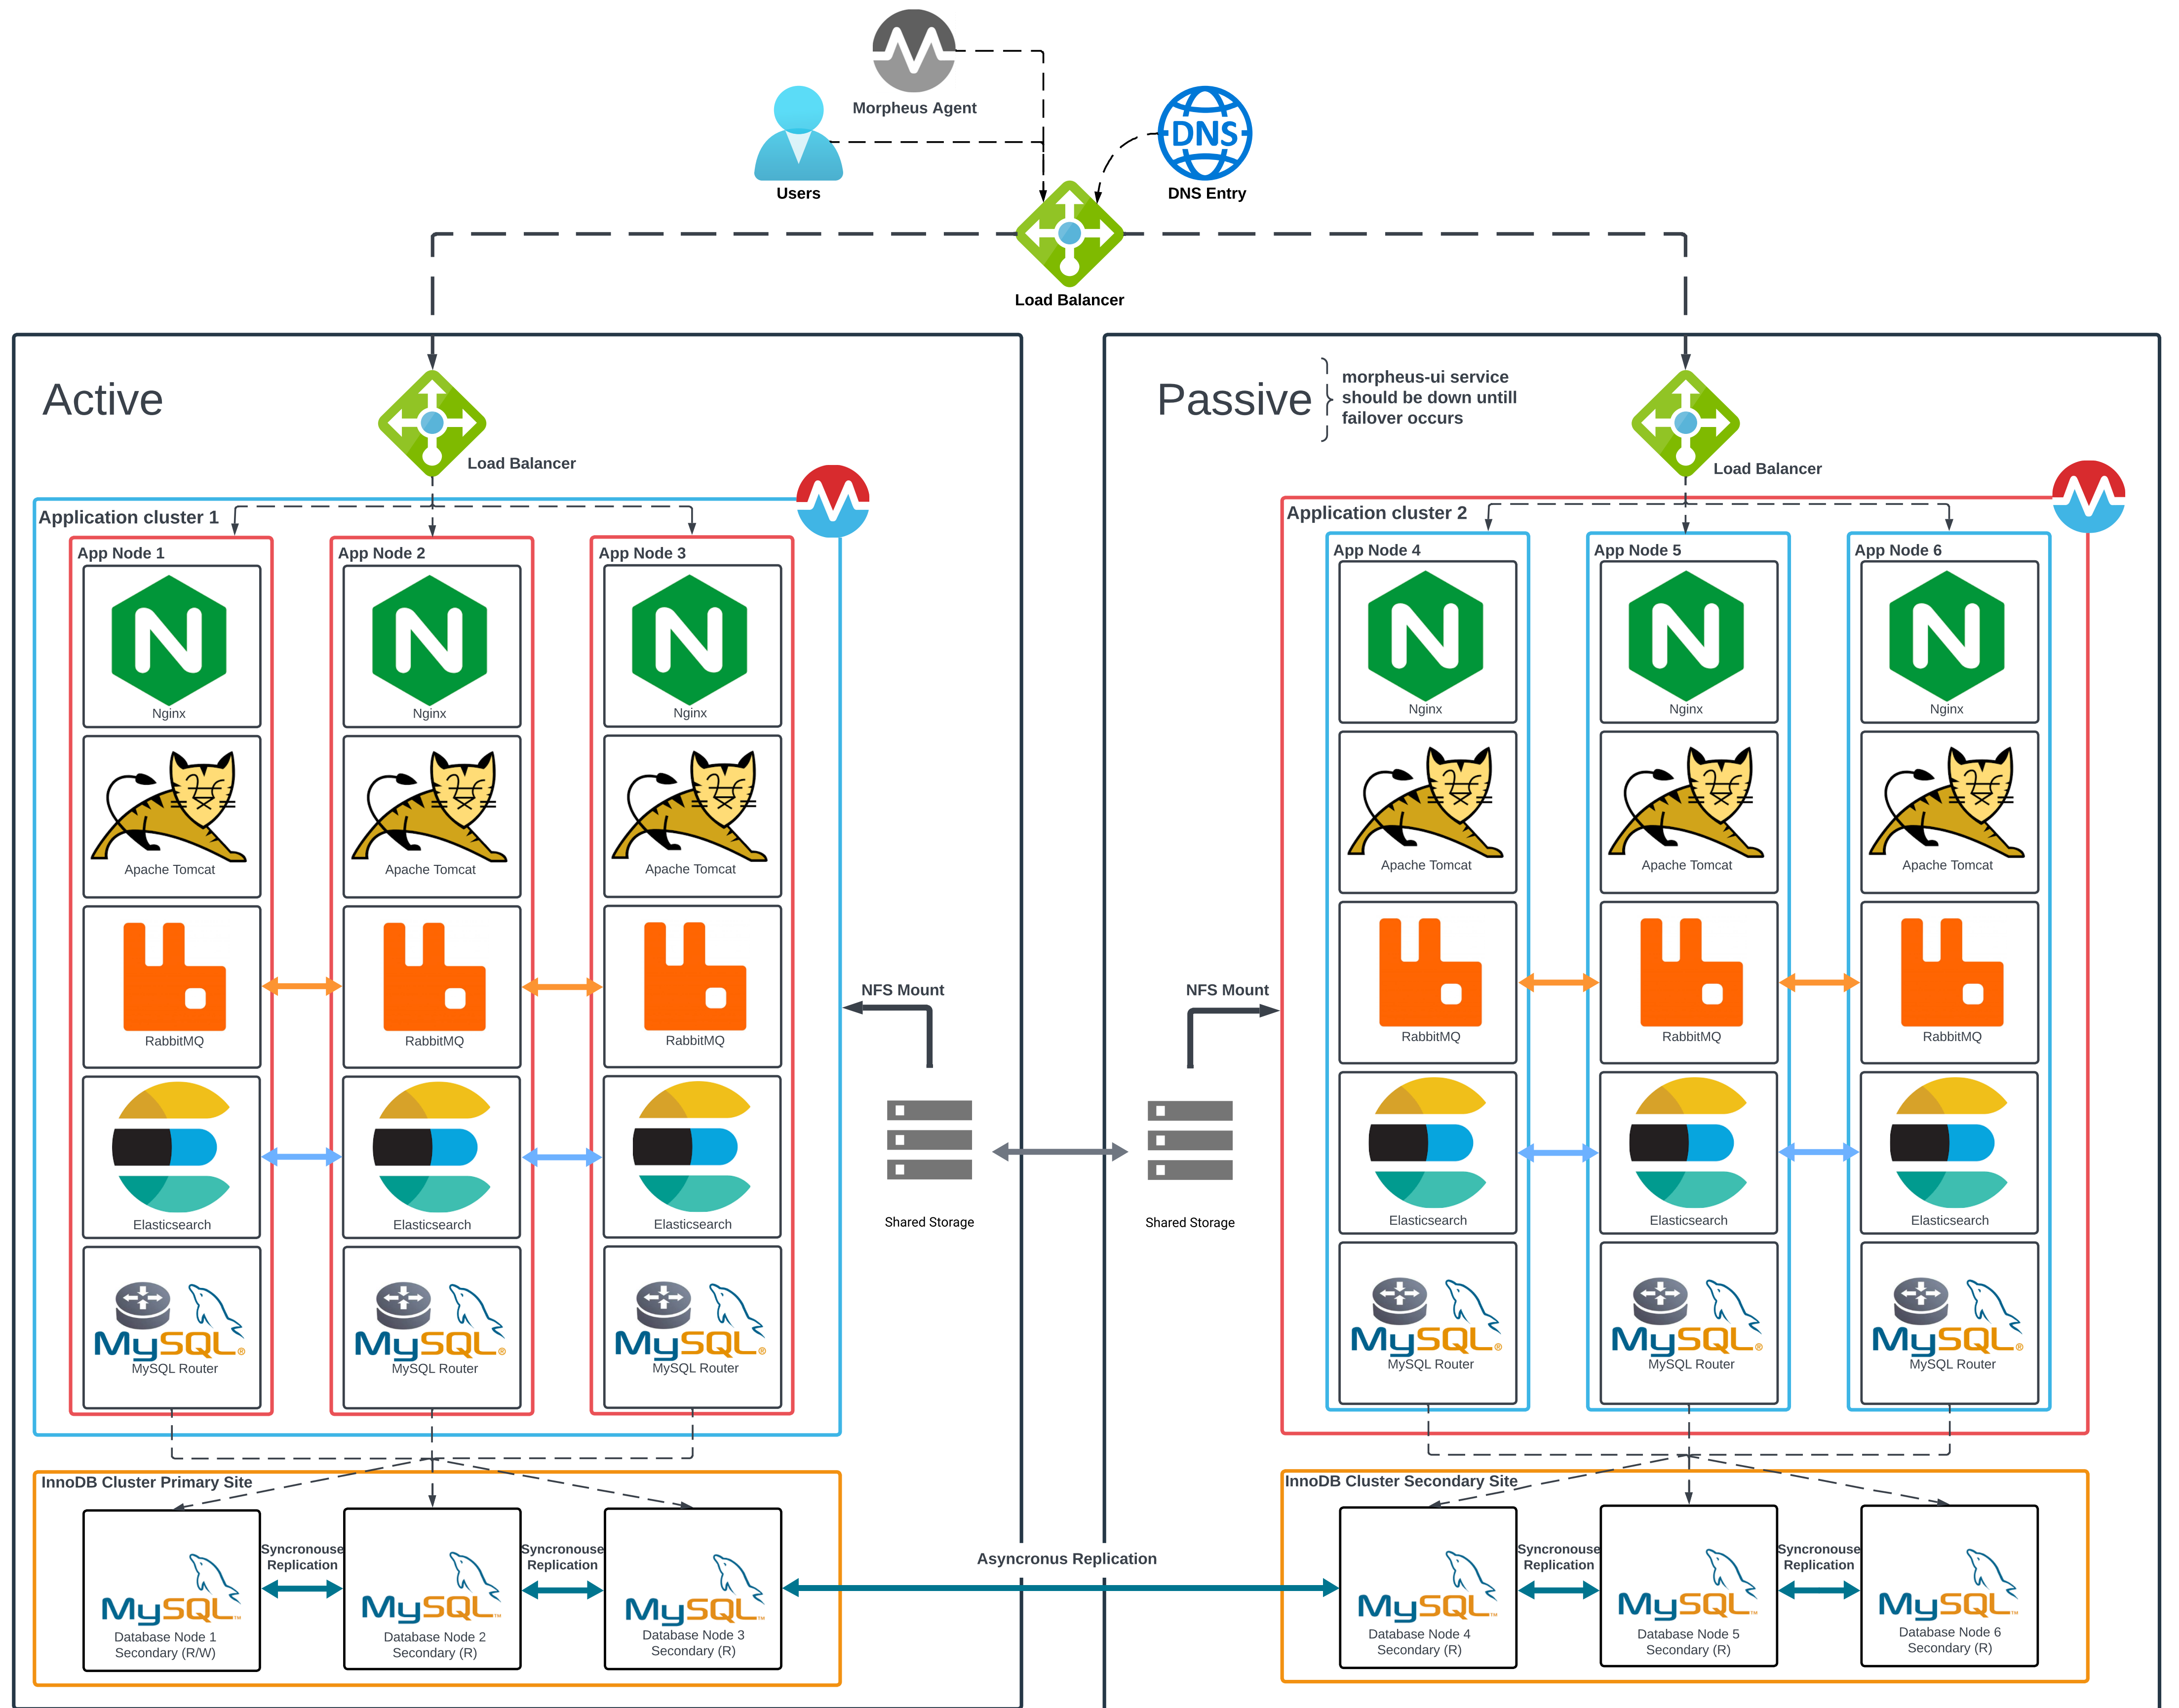 Morpheus Agent
Users
DNS
DNS Entry
Load Balancer
Active
Load Balancer
Application cluster 1
App Node 1
Nginx
Apache Tomcat
RabbitMQ
Elasticsearch
MySQL®
MySQL Router
App Node 2
Nginx
Apache Tomcat
RabbitMQ
Elasticsearch
MySQL®
MySQL Router
App Node 3
Nginx
Apache Tomcat
RabbitMQ
Elasticsearch
MySQL®
MySQL Router
NFS Mount
Shared Storage
InnoDB Cluster Primary Site
MySQL™
Database Node 1
Secondary (R/W)
Syncronouse
Replication
MySQL™
Database Node 2
Secondary (R)
Syncronouse
Replication
MySQL™
Database Node 3
Secondary (R)
Asyncronus Replication
Passive
morpheus-ui service
should be down untill
failover occurs
Load Balancer
NFS Mount
Shared Storage
Application cluster 2
App Node 4
Nginx
Apache Tomcat
RabbitMQ
Elasticsearch
MySQL®
MySQL Router
App Node 5
Nginx
Apache Tomcat
RabbitMQ
Elasticsearch
MySQL®
MySQL Router
App Node 6
Nginx
Apache Tomcat
RabbitMQ
Elasticsearch
MySQL®
MySQL Router
InnoDB Cluster Secondary Site
MySQL™
Database Node 4
Secondary (R)
Syncronouse
Replication
MySQL™
Database Node 5
Secondary (R)
Syncronouse
Replication
MySQL™
Database Node 6
Secondary (R)